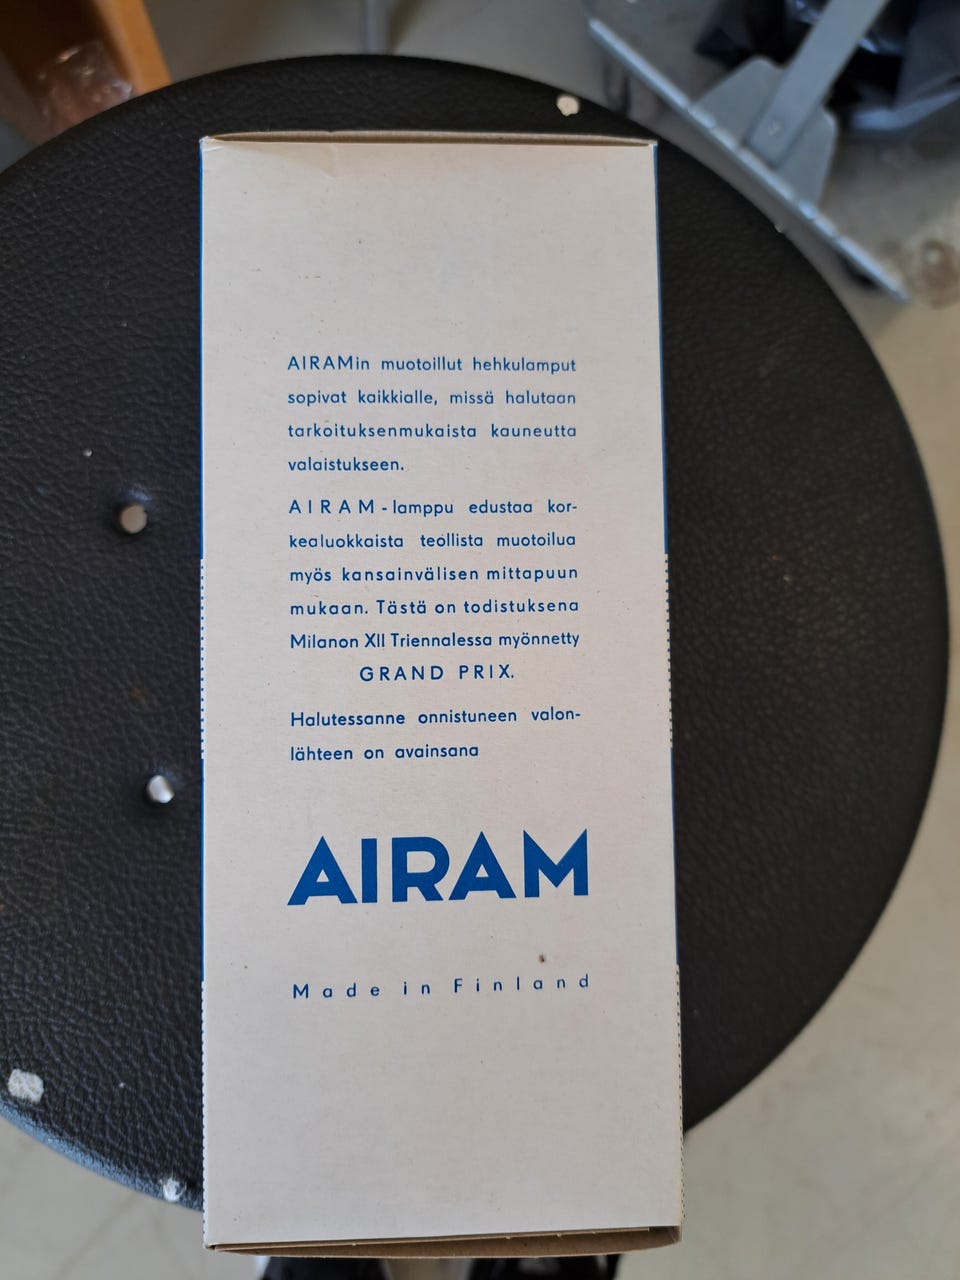 AIRAMin muotoillut hehkulamput
sopivat kaikkialle, missä halutaan
tarkoituksenmukaista kauneutta
valaistukseen.
AIRAM-lamppu edustaa kor-
kealuokkaista teollista muotoilua
myös kansainvälisen mittapuun
mukaan. Tästä on todistuksena
Milanon XII Triennalessa myönnetty
GRAND PRIX.
Halutessanne onnistuneen valon-
lähteen on avainsana
AIRAM
Made in Finland